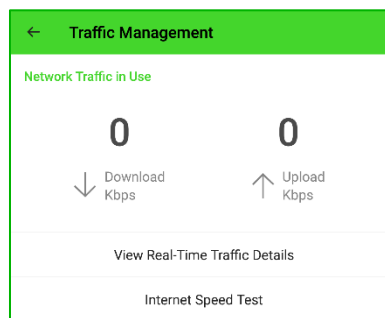 Traffic Management
Network Traffic in Use
0 0
Download Upload
Kbps Kbps
View Real-Time Traffic Details
Internet Speed Test